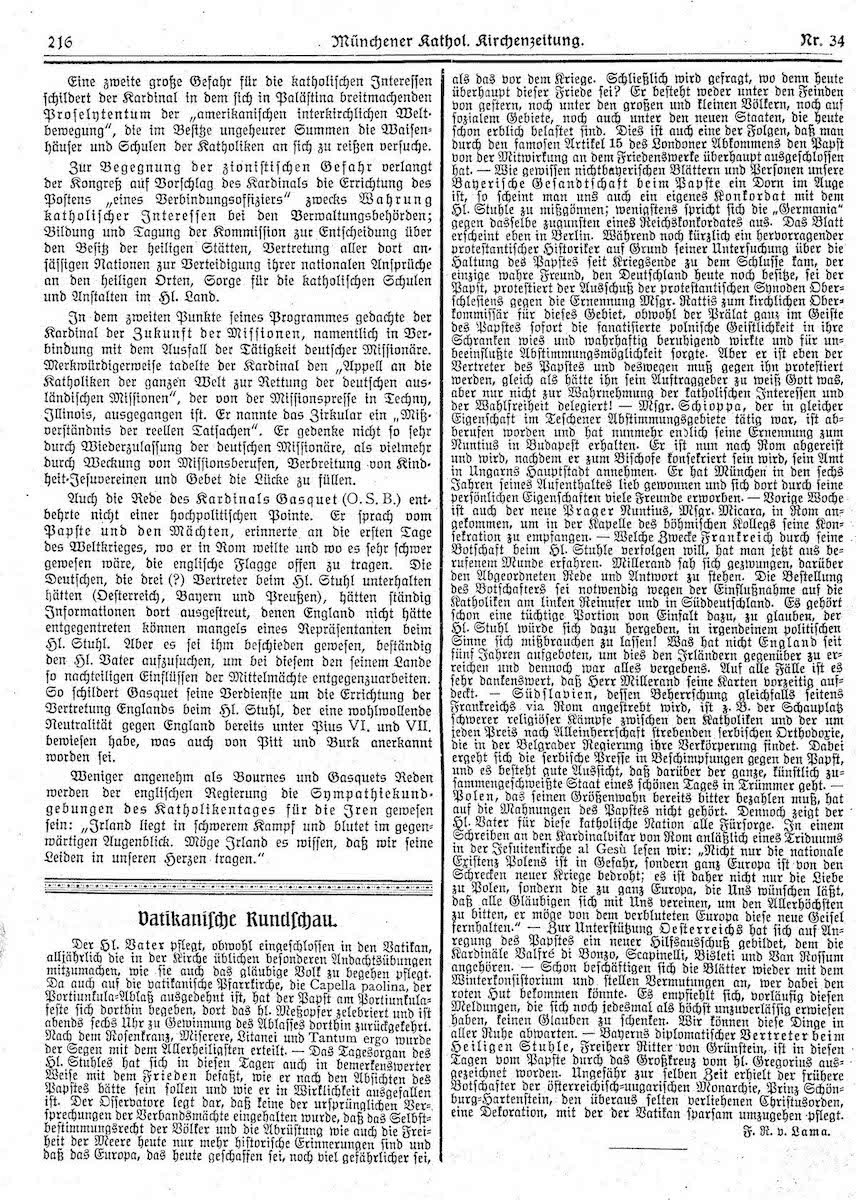 216
Münchener Kathol. Kirchenzeitung.
Nr. 34
Eine zweite große Gefahr für die katholischen Interessen
schildert der Kardinal in dem sich in Palästina breitmachenden
Proselytentum der „amerikanischen interkirchlichen Welt-
bewegung“, die im Besitze ungeheurer Summen die Waisen-
häuser und Schulen der Katholiken an sich zu reißen versuche.
Zur Begegnung der zionistischen Gefahr verlangt
der Kongreß auf Vorschlag des Kardinals die Errichtung des
Postens „eines Verbindungsoffiziers“ zwecks Wahrung
katholischer Interessen bei den Verwaltungsbehörden;
Bildung und Tagung der Kommission zur Entscheidung über
den Besitz der heiligen Stätten, Vertretung aller dort an-
sässigen Nationen zur Verteidigung ihrer nationalen Ansprüche
an den heiligen Orten, Sorge für die katholischen Schulen
und Anstalten im Hl. Land.
In dem zweiten Punkte seines Programmes gedachte der
Kardinal der Zukunft der Missionen, namentlich in Ver-
bindung mit dem Ausfall der Tätigkeit deutscher Missionäre.
Merkwürdigerweise tadelte der Kardinal den „Appell an die
Katholiken der ganzen Welt zur Rettung der deutschen aus-
ländischen Missionen“, der von der Missionspresse in Techny,
Illinois, ausgegangen ist. Er nannte das Zirkular ein „Miß-
verständnis der reellen Tatsachen“. Er gedenke nicht so sehr
durch Wiederzulassung der deutschen Missionäre, als vielmehr
durch Weckung von Missionsberufen, Verbreitung von Kind-
heit-Jesuvereinen und Gebet die Lücke zu füllen.
Auch die Rede des Kardinals Gasquet (O. S. B.) ent-
behrte nicht einer hochpolitischen Pointe. Er sprach vom
Papste und den Mächten, erinnerte an die ersten Tage
des Weltkrieges, wo er in Rom weilte und wo es sehr schwer
gewesen wäre, die englische Flagge offen zu tragen. Die
Deutschen, die drei (?) Vertreter beim Hl. Stuhl unterhalten
hätten (Oesterreich, Bayern und Preußen), hätten ständig
Informationen dort ausgestreut, denen England nicht hätte
entgegentreten können mangels eines Repräsentanten beim
Hl. Stuhl. Aber es sei ihm beschieden gewesen, beständig
den Hl. Vater aufzusuchen, um bei diesem den seinem Lande
so nachteiligen Einflüssen der Mittelmächte entgegenzuarbeiten.
So schildert Gasquet seine Verdienste um die Errichtung der
Vertretung Englands beim Hl. Stuhl, der eine wohlwollende
Neutralität gegen England bereits unter Pius VI. und VII.
bewiesen habe, was auch von Pitt und Burk anerkannt
worden sei.
Weniger angenehm als Bournes und Gasquets Reden
werden der englischen Regierung die Sympathiekund-
gebungen des Katholikentages für die Iren gewesen
sein: „Irland liegt in schwerem Kampf und blutet im gegen-
wärtigen Augenblick. Möge Irland es wissen, daß wir seine
Leiden in unseren Herzen tragen.“
Vatikanische Rundschau.
Der Hl. Vater pflegt, obwohl eingeschlossen in den Vatikan,
alljährlich die in der Kirche üblichen besonderen Andachtsübungen
mitzumachen, wie sie auch das gläubige Volk zu begehen pflegt.
Da auch auf die vatikanische Pfarrkirche, die Capella paolina, der
Portiunkula-Ablaß ausgedehnt ist, hat der Papst am Portiunkula-
feste sich dorthin begeben, dort das hl. Meßopfer zelebriert und ist
abends sechs Uhr zu Gewinnung des Ablasses dorthin zurückgekehrt.
Nach dem Rosenkranz, Miserere, Litanei und Tantum ergo wurde
der Segen mit dem Allerheiligsten erteilt. — Das Tagesorgan des
Hl. Stuhles hat sich in diesen Tagen auch in bemerkenswerter
Weise mit dem Frieden befaßt, wie er nach den Absichten des
Papstes hätte sein sollen und wie er in Wirklichkeit ausgefallen
ist. Der Osservatore legt dar, daß keine der ursprünglichen Ver-
sprechungen der Verbandsmächte eingehalten wurde, daß das Selbst-
bestimmungsrecht der Völker und die Abrüstung wie auch die Frei-
heit der Meere heute nur mehr historische Erinnerungen sind und
daß das Europa, das heute geschaffen sei, noch viel gefährlicher sei,
als das vor dem Kriege. Schließlich wird gefragt, wo denn heute
überhaupt dieser Friede sei? Er besteht weder unter den Feinden
von gestern, noch unter den großen und kleinen Völkern, noch auf
sozialem Gebiete, noch auch unter den neuen Staaten, die heute
schon erblich belastet sind. Dies ist auch eine der Folgen, daß man
durch den famosen Artikel 15 des Londoner Abkommens den Papst
von der Mitwirkung an dem Friedenswerke überhaupt ausgeschlossen
hat. — Wie gewissen nichtbayerischen Blättern und Personen unsere
Bayerische Gesandtschaft beim Papste ein Dorn im Auge
ist, so scheint man uns auch ein eigenes Konkordat mit dem
Hl. Stuhle zu mißgönnen; wenigstens spricht sich die „Germania“
gegen dasselbe zugunsten eines Reichskonkordates aus. Das Blatt
erscheint eben in Berlin. Während noch kürzlich ein hervorragender
protestantischer Historiker auf Grund seiner Untersuchung über die
Haltung des Papstes seit Kriegsende zu dem Schlusse kam, der
einzige wahre Freund, den Deutschland heute noch besitze, sei der
Papst, protestiert der Ausschuß der protestantischen Synoden Ober-
schlesiens gegen die Ernennung Msgr. Rattis zum kirchlichen Ober-
kommissär für dieses Gebiet, obwohl der Prälat ganz im Geiste
des Papstes sofort die fanatisierte polnische Geistlichkeit in ihre
Schranken wies und wahrhaftig beruhigend wirkte und für un-
beeinflußte Abstimmungsmöglichkeit sorgte. Aber er ist eben der
Vertreter des Papstes und deswegen muß gegen ihn protestiert
werden, gleich als hätte ihn sein Auftraggeber zu weiß Gott was,
aber nur nicht zur Wahrnehmung der katholischen Interessen und
der Wahlfreiheit delegiert! — Msgr. Schioppa, der in gleicher
Eigenschaft im Teschener Abstimmungsgebiete tätig war, ist ab-
berufen worden und hat nunmehr endlich seine Ernennung zum
Nuntius in Budapest erhalten. Er ist nun nach Rom abgereist
und wird, nachdem er zum Bischofe konsekriert sein wird, sein Amt
in Ungarns Hauptstadt annehmen. Er hat München in den sechs
Jahren seines Aufenthaltes lieb gewonnen und sich dort durch seine
persönlichen Eigenschaften viele Freunde erworben. — Vorige Woche
ist auch der neue Prager Nuntius, Msgr. Micara, in Rom an-
gekommen, um in der Kapelle des böhmischen Kollegs seine Kon-
sekration zu empfangen. — Welche Zwecke Frankreich durch seine
Botschaft beim Hl. Stuhle verfolgen will, hat man jetzt aus be-
rufenem Munde erfahren. Millerand sah sich gezwungen, darüber
den Abgeordneten Rede und Antwort zu stehen. Die Bestellung
des Botschafters sei notwendig wegen der Einflußnahme auf die
Katholiken am linken Reinufer und in Süddeutschland. Es gehört
schon eine tüchtige Portion von Einfalt dazu, zu glauben, der
Hl. Stuhl würde sich dazu hergeben, in irgendeinem politischen
Sinne sich mißbrauchen zu lassen! Was hat nicht England seit
fünf Jahren aufgeboten, um dies den Irländern gegenüber zu er-
reichen und dennoch war alles vergebens. Auf alle Fälle ist es
sehr dankenswert, daß Herr Millerand seine Karten vorzeitig auf-
deckt. — Südslavien, dessen Beherrschung gleichfalls seitens
Frankreichs via Rom angestrebt wird, ist z. B. der Schauplatz
schwerer religiöser Kämpfe zwischen den Katholiken und der um
jeden Preis nach Alleinherrschaft strebenden serbischen Orthodoxie,
die in der Belgrader Regierung ihre Verkörperung findet. Dabei
ergeht sich die serbische Presse in Beschimpfungen gegen den Papst,
und es besteht gute Aussicht, daß darüber der ganze, künstlich zu-
sammengeschweißte Staat eines schönen Tages in Trümmer geht. —
Polen, das seinen Größenwahn bereits bitter bezahlen muß, hat
auf die Mahnungen des Papstes nicht gehört. Dennoch zeigt der
Hl. Vater für diese katholische Nation alle Fürsorge. In einem
Schreiben an den Kardinalvikar von Rom anläßlich eines Triduums
in der Jesuitenkirche al Gesù lesen wir: „Nicht nur die nationale
Existenz Polens ist in Gefahr, sondern ganz Europa ist von den
Schrecken neuer Kriege bedroht; es ist daher nicht nur die Liebe
zu Polen, sondern die zu ganz Europa, die Uns wünschen läßt,
daß alle Gläubigen sich mit Uns vereinen, um den Allerhöchsten
zu bitten, er möge von dem verbluteten Europa diese neue Geisel
fernhalten.“ — Zur Unterstützung Oesterreichs hat sich auf An-
regung des Papstes ein neuer Hilfsausschuß gebildet, dem die
Kardinäle Valfré di Bonzo, Scapinelli, Bisleti und Van Rossum
angehören. — Schon beschäftigen sich die Blätter wieder mit dem
Winterkonsistorium und stellen Vermutungen an, wer dabei den
roten Hut bekommen könnte. Es empfiehlt sich, vorläufig diesen
Meldungen, die sich noch jedesmal als höchst unzuverlässig erwiesen
haben, keinen Glauben zu schenken. Wir können diese Dinge in
aller Ruhe abwarten. — Bayerns diplomatischer Vertreter beim
Heiligen Stuhle, Freiherr Ritter von Grünstein, ist in diesen
Tagen vom Papste durch das Großkreuz vom hl. Gregorius aus-
gezeichnet worden. Ungefähr zur selben Zeit erhielt der frühere
Botschafter der österreichisch-ungarischen Monarchie, Prinz Schön-
burg-Hartenstein, den überaus selten verliehenen Christusorden,
eine Dekoration, mit der der Vatikan sparsam umzugehen pflegt.
F. R. v. Lama.